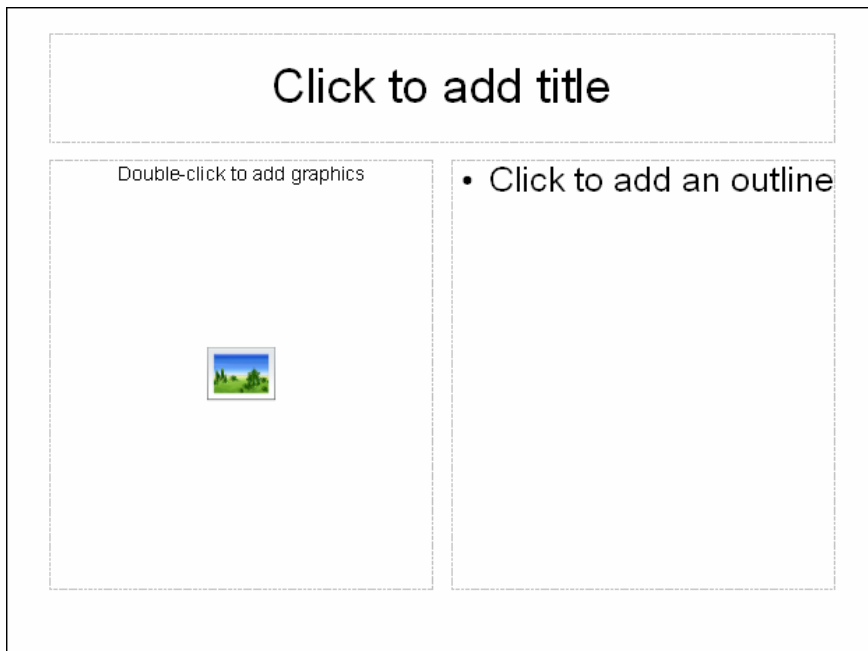 Click to add title
Double-click to add graphics
• Click to add an outline